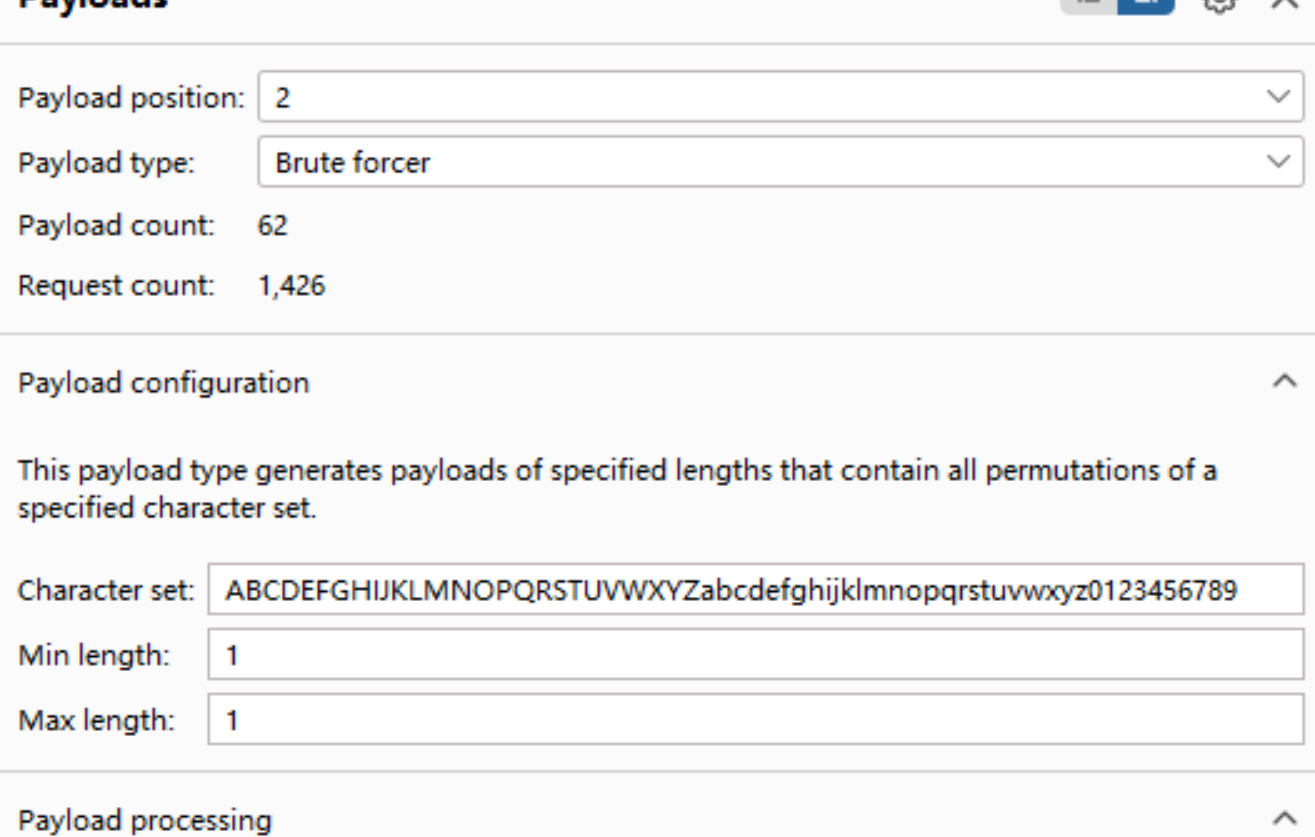 Payloads
Payload position: 2
Payload type: Brute forcer
Payload count: 62
Request count: 1,426
Payload configuration
This payload type generates payloads of specified lengths that contain all permutations of a
specified character set.
Character set: ABCDEFGHIJKLMNOPQRSTUVWXYZabcdefghijklmnopqrstuvwxyz0123456789
Min length: 1
Max length: 1
Payload processing